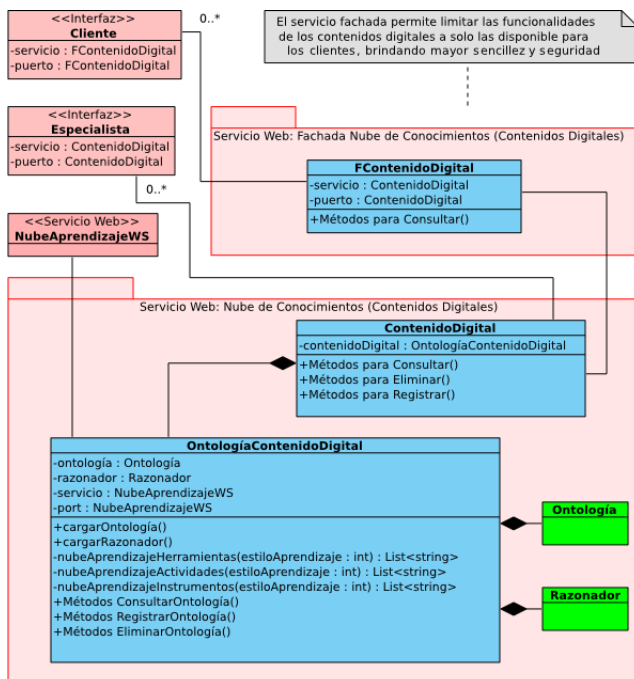 <<Interfaz>>
Cliente
-servicio : FContenidoDigital
-puerto : FContenidoDigital
0..*
El servicio fachada permite limitar las funcionalidades
de los contenidos digitales a solo las disponible para
los clientes, brindando mayor sencillez y seguridad
<<Interfaz>>
Especialista
-servicio : ContenidoDigital
-puerto : ContenidoDigital
0..*
Servicio Web: Fachada Nube de Conocimientos (Contenidos Digitales)
FContenidoDigital
-servicio : ContenidoDigital
-puerto : ContenidoDigital
+Métodos para Consultar()
<<Servicio Web>>
NubeAprendizajeWS
Servicio Web: Nube de Conocimientos (Contenidos Digitales)
ContenidoDigital
-contenidoDigital : OntologíaContenidoDigital
+Métodos para Consultar()
+Métodos para Eliminar()
+Métodos para Registrar()
OntologíaContenidoDigital
-ontología : Ontología
-razonador : Razonador
-servicio : NubeAprendizajeWS
-port : NubeAprendizajeWS
+cargarOntología()
+cargarRazonador()
-nubeAprendizajeHerramientas(estiloAprendizaje : int) : List<string>
-nubeAprendizajeActividades(estiloAprendizaje : int) : List<string>
-nubeAprendizajeInstrumentos(estiloAprendizaje : int) : List<string>
+Métodos ConsultarOntología()
+Métodos RegistrarOntología()
+Métodos EliminarOntología()
Ontología
Razonador